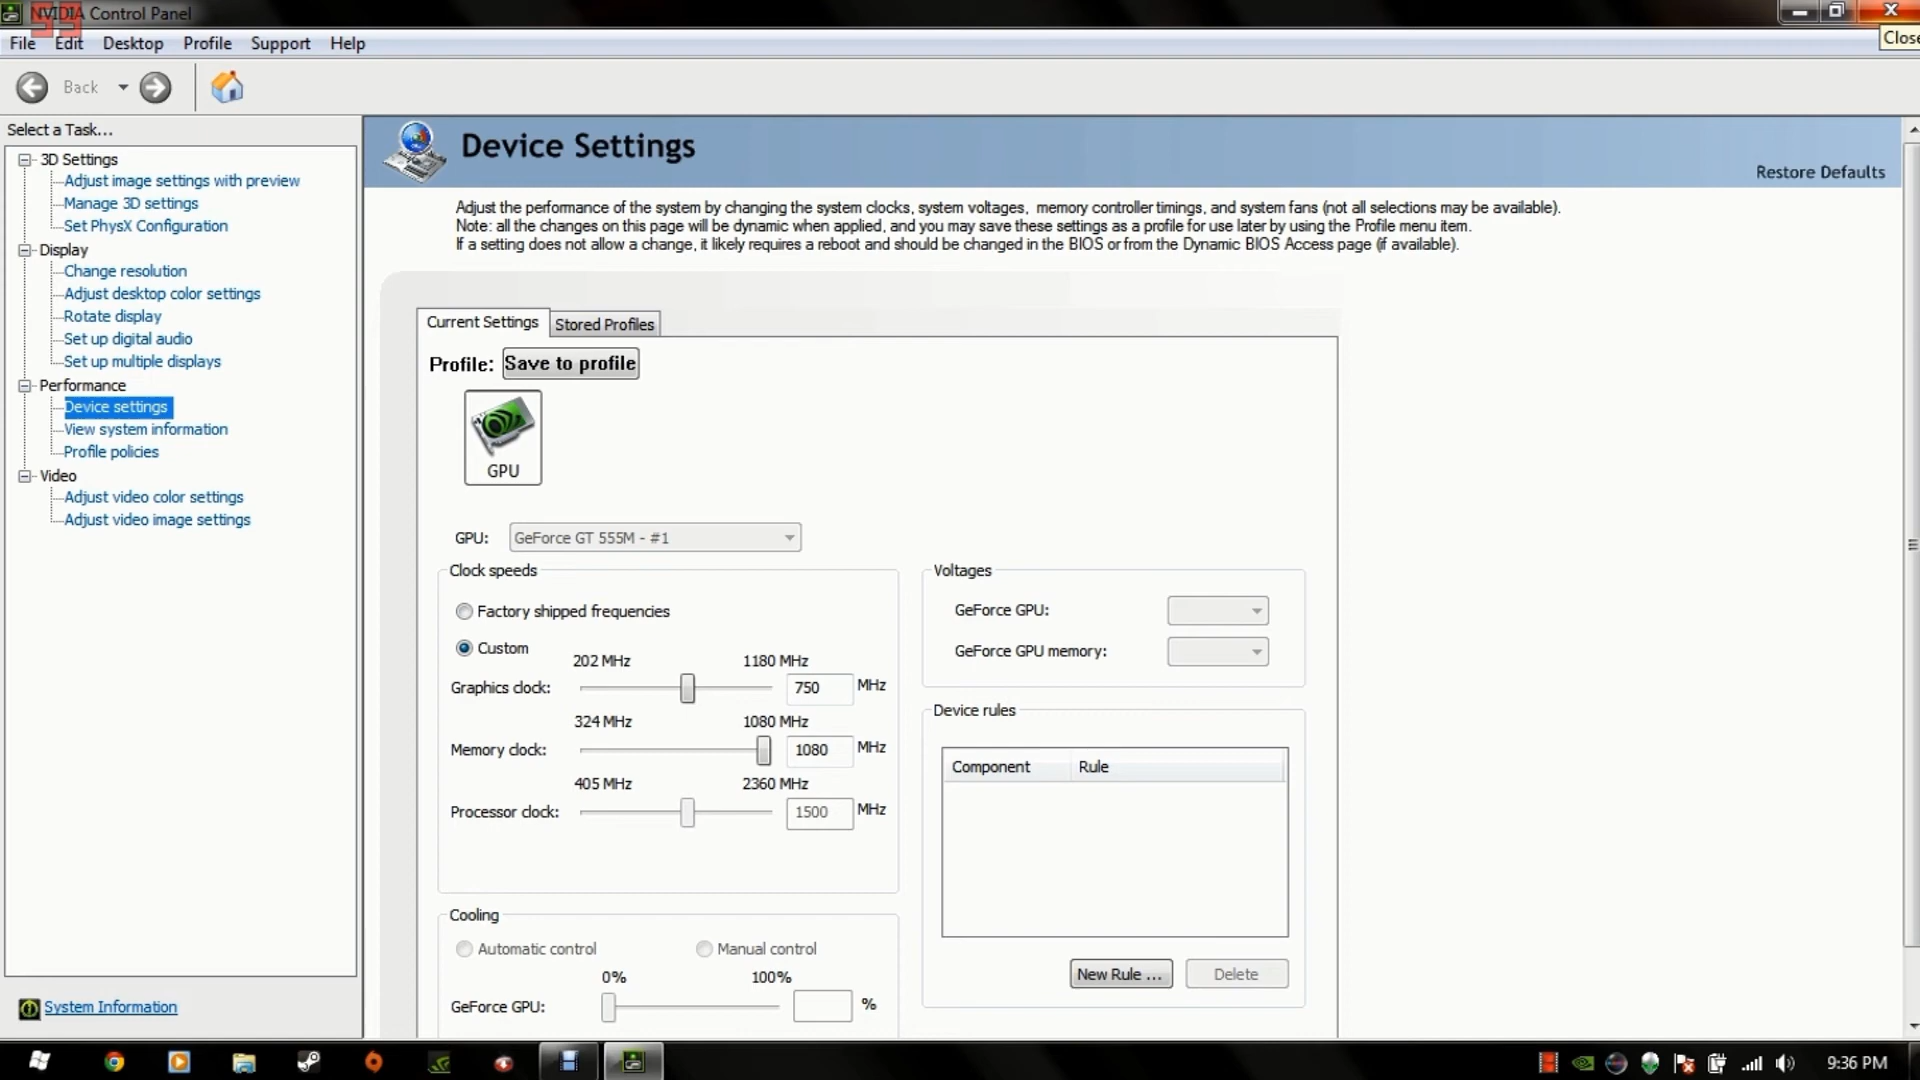 NVIDIA Control Panel
File Edit Desktop Profile Support Help
Close
Back
Select a Task...
3D Settings
Adjust image settings with preview
Manage 3D settings
Set PhysX Configuration
Display
Change resolution
Adjust desktop color settings
Rotate display
Set up digital audio
Set up multiple displays
Performance
Device settings
View system information
Profile policies
Video
Adjust video color settings
Adjust video image settings
System Information
Device Settings
Restore Defaults
Adjust the performance of the system by changing the system clocks, system voltages, memory controller timings, and system fans (not all selections may be available).
Note: all the changes on this page will be dynamic when applied, and you may save these settings as a profile for use later by using the Profile menu item.
If a setting does not allow a change, it likely requires a reboot and should be changed in the BIOS or from the Dynamic BIOS Access page (if available).
Current Settings Stored Profiles
Profile: Save to profile
GPU
GPU: GeForce GT 555M - #1
Clock speeds
Factory shipped frequencies
Custom
202 MHz 1180 MHz
Graphics clock: 750 MHz
324 MHz 1080 MHz
Memory clock: 1080 MHz
405 MHz 2360 MHz
Processor clock: 1500 MHz
Cooling
Automatic control Manual control
0% 100%
GeForce GPU: %
Voltages
GeForce GPU:
GeForce GPU memory:
Device rules
Component Rule
New Rule ... Delete
9:36 PM